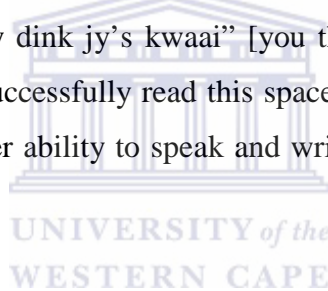 dink jy's kwaai” [you
uccessfully read this space
er ability to speak and wri
UNIVERSITY of the
WESTERN CAPE